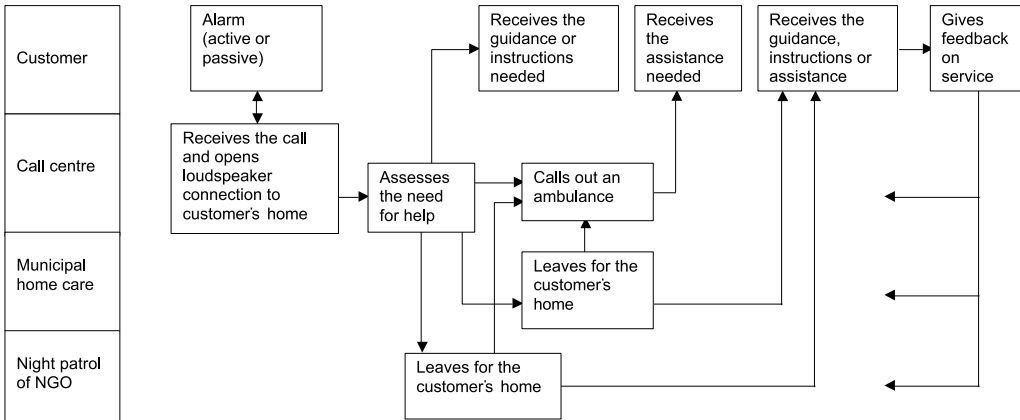 Customer
Alarm
(active or
passive)
Receives the
guidance or
instructions
needed
Receives
the
assistance
needed
Receives the
guidance,
instructions or
assistance
Gives
feedback
on
service
Call centre
Receives the call
and opens
loudspeaker
connection to
customer's home
Assesses
the need
for help
Calls out an
ambulance
Municipal
home care
Leaves for the
customer's
home
Night patrol
of NGO
Leaves for the
customer's home